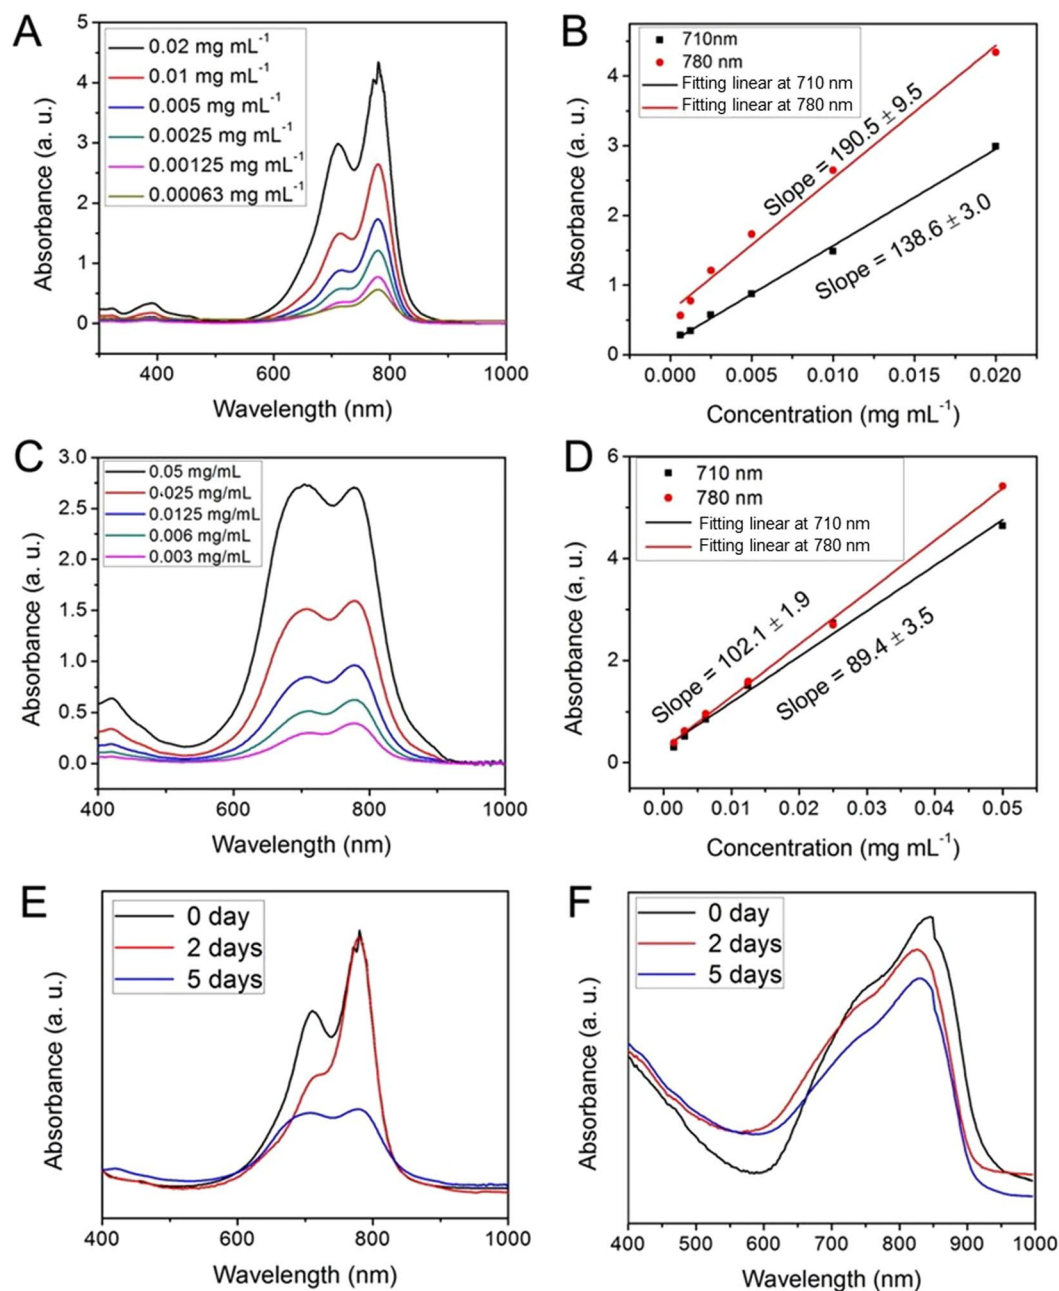 A
5
4
3
2
1
0
Absorbance (a. u.)
0.02 mg mL⁻¹
0.01 mg mL⁻¹
0.005 mg mL⁻¹
0.0025 mg mL⁻¹
0.00125 mg mL⁻¹
0.00063 mg mL⁻¹
400 600 800 1000
Wavelength (nm)
B
4
3
2
1
0
Absorbance (a. u.)
710nm
780 nm
Fitting linear at 710 nm
Fitting linear at 780 nm
Slope = 190.5 ± 9.5
Slope = 138.6 ± 3.0
0.000 0.005 0.010 0.015 0.020
Concentration (mg mL⁻¹)
C
3.0
2.5
2.0
1.5
1.0
0.5
0.0
Absorbance (a. u.)
0.05 mg/mL
0.025 mg/mL
0.0125 mg/mL
0.006 mg/mL
0.003 mg/mL
400 600 800 1000
Wavelength (nm)
D
6
4
2
0
Absorbance (a, u.)
710 nm
780 nm
Fitting linear at 710 nm
Fitting linear at 780 nm
Slope = 102.1 ± 1.9
Slope = 89.4 ± 3.5
0.00 0.01 0.02 0.03 0.04 0.05
Concentration (mg mL⁻¹)
E
Absorbance (a. u.)
0 day
2 days
5 days
400 600 800 1000
Wavelength (nm)
F
Absorbance (a. u.)
0 day
2 days
5 days
400 500 600 700 800 900 1000
Wavelength (nm)